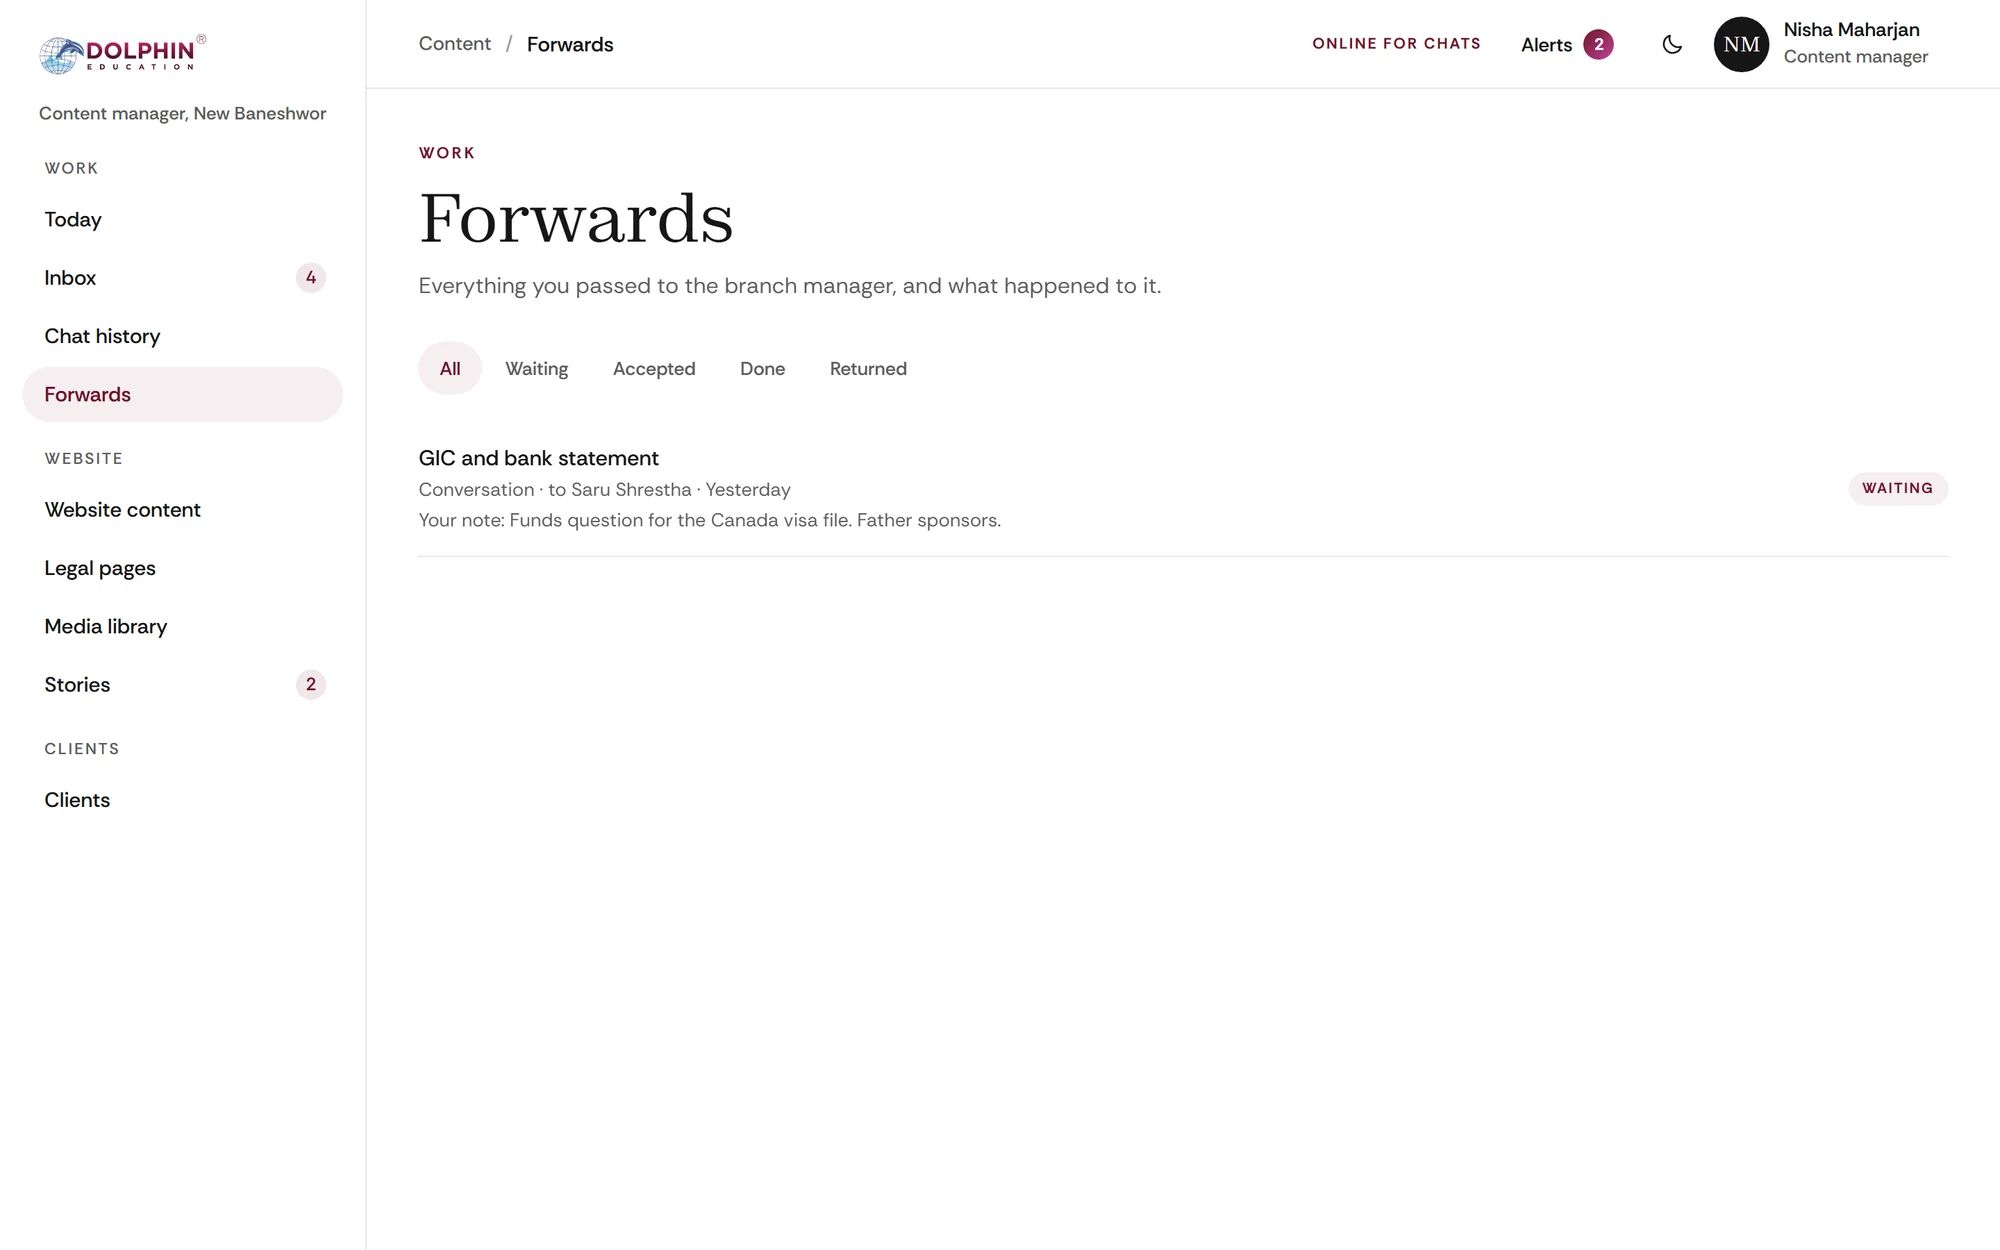 DOLPHIN®
EDUCATION
Content manager, New Baneshwor
WORK
Today
Inbox 4
Chat history
Forwards
WEBSITE
Website content
Legal pages
Media library
Stories 2
CLIENTS
Clients
Content / Forwards
ONLINE FOR CHATS
Alerts 2
NM
Nisha Maharjan
Content manager
WORK
Forwards
Everything you passed to the branch manager, and what happened to it.
All Waiting Accepted Done Returned
GIC and bank statement
Conversation · to Saru Shrestha · Yesterday
Your note: Funds question for the Canada visa file. Father sponsors.
WAITING